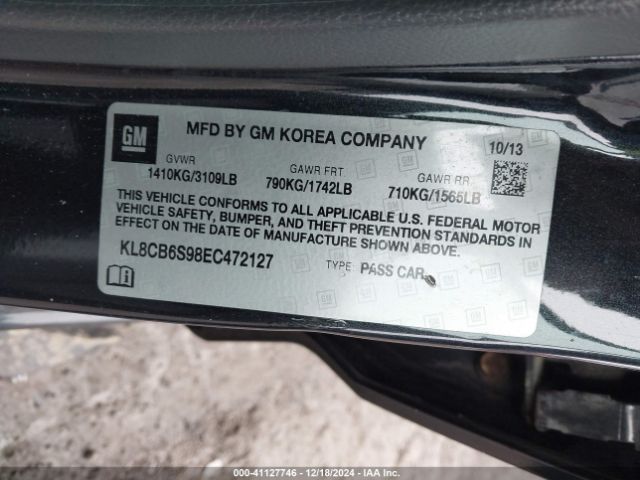 GM
MFD BY GM KOREA COMPANY
10/13
GVWR
GAWR FRT
GAWR RR
1410KG/3109LB
790KG/1742LB
710KG/1565LB
THIS VEHICLE CONFORMS TO ALL APPLICABLE U.S. FEDERAL MOTOR
VEHICLE SAFETY, BUMPER, AND THEFT PREVENTION STANDARDS IN
EFFECT ON THE DATE OF MANUFACTURE SHOWN ABOVE.
KL8CB6S98EC472127
TYPE: PASS CAR
000-41127746 — 12/18/2024 — IAA Inc.